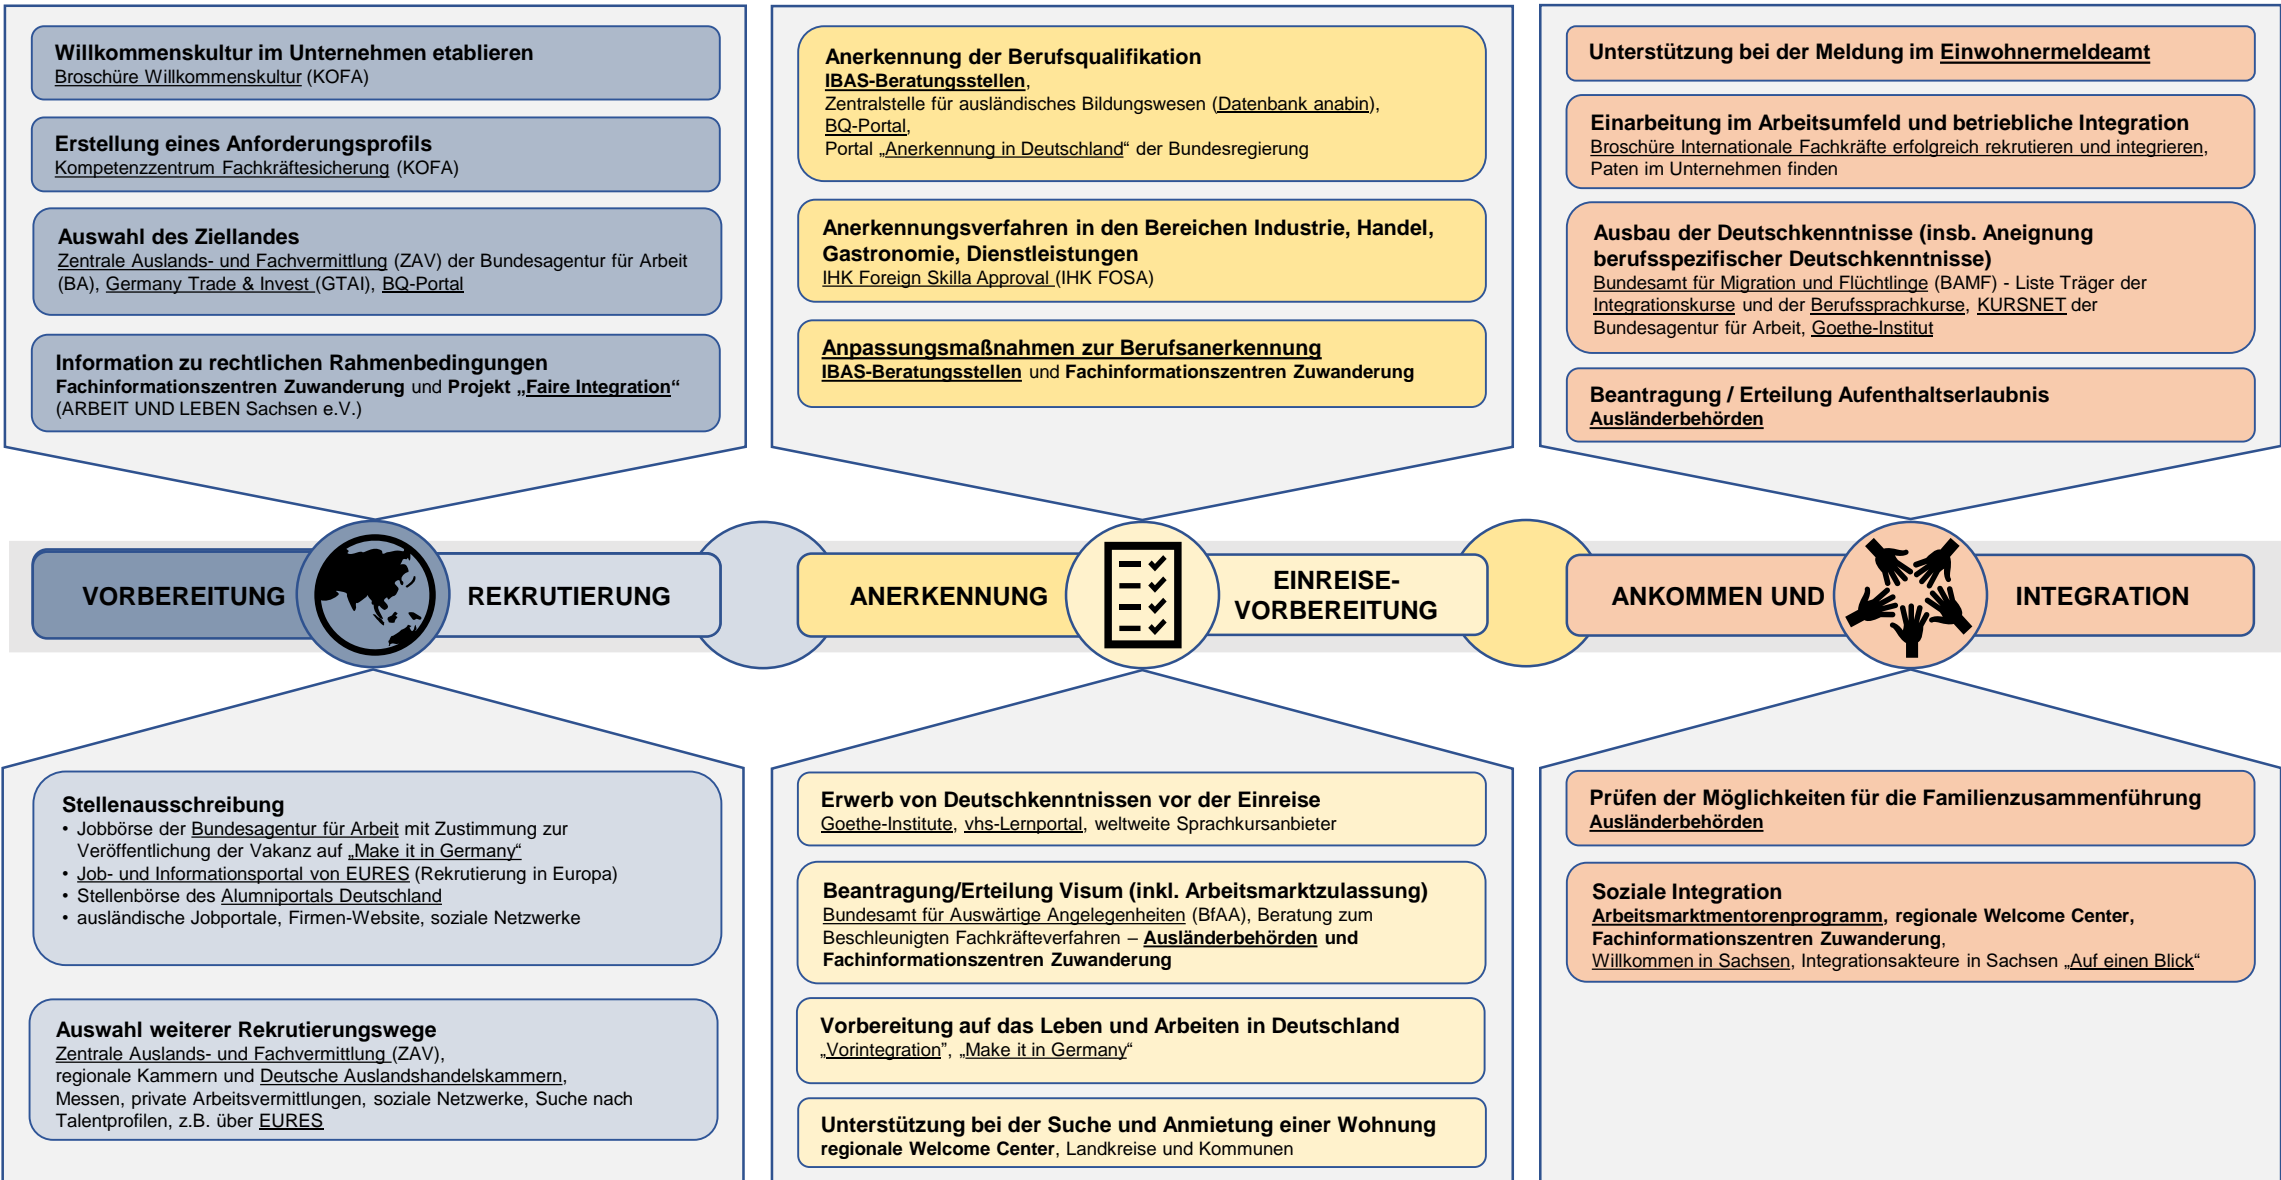 Willkommenskultur im Unternehmen etablieren
Broschüre Willkommenskultur (KOFA)
Erstellung eines Anforderungsprofils
Kompetenzzentrum Fachkräftesicherung (KOFA)
Auswahl des Ziellandes
Zentrale Auslands- und Fachvermittlung (ZAV) der Bundesagentur für Arbeit
(BA), Germany Trade & Invest (GTAI), BQ-Portal
Information zu rechtlichen Rahmenbedingungen
Fachinformationszentren Zuwanderung und Projekt „Faire Integration“
(ARBEIT UND LEBEN Sachsen e.V.)
Anerkennung der Berufsqualifikation
IBAS-Beratungsstellen,
Zentralstelle für ausländisches Bildungswesen (Datenbank anabin),
BQ-Portal,
Portal „Anerkennung in Deutschland“ der Bundesregierung
Anerkennungsverfahren in den Bereichen Industrie, Handel,
Gastronomie, Dienstleistungen
IHK Foreign Skilla Approval (IHK FOSA)
Anpassungsmaßnahmen zur Berufsanerkennung
IBAS-Beratungsstellen und Fachinformationszentren Zuwanderung
Unterstützung bei der Meldung im Einwohnermeldeamt
Einarbeitung im Arbeitsumfeld und betriebliche Integration
Broschüre Internationale Fachkräfte erfolgreich rekrutieren und integrieren,
Paten im Unternehmen finden
Ausbau der Deutschkenntnisse (insb. Aneignung
berufsspezifischer Deutschkenntnisse)
Bundesamt für Migration und Flüchtlinge (BAMF) - Liste Träger der
Integrationskurse und der Berufssprachkurse, KURSNET der
Bundesagentur für Arbeit, Goethe-Institut
Beantragung / Erteilung Aufenthaltserlaubnis
Ausländerbehörden
VORBEREITUNG
REKRUTIERUNG
ANERKENNUNG
EINREISE-
VORBEREITUNG
ANKOMMEN UND
INTEGRATION
Stellenausschreibung
• Jobbörse der Bundesagentur für Arbeit mit Zustimmung zur
Veröffentlichung der Vakanz auf „Make it in Germany“
• Job- und Informationsportal von EURES (Rekrutierung in Europa)
• Stellenbörse des Alumniportals Deutschland
• ausländische Jobportale, Firmen-Website, soziale Netzwerke
Auswahl weiterer Rekrutierungswege
Zentrale Auslands- und Fachvermittlung (ZAV),
regionale Kammern und Deutsche Auslandshandelskammern,
Messen, private Arbeitsvermittlungen, soziale Netzwerke, Suche nach
Talentprofilen, z.B. über EURES
Erwerb von Deutschkenntnissen vor der Einreise
Goethe-Institute, vhs-Lernportal, weltweite Sprachkursanbieter
Beantragung/Erteilung Visum (inkl. Arbeitsmarktzulassung)
Bundesamt für Auswärtige Angelegenheiten (BfAA), Beratung zum
Beschleunigten Fachkräfteverfahren – Ausländerbehörden und
Fachinformationszentren Zuwanderung
Vorbereitung auf das Leben und Arbeiten in Deutschland
„Vorintegration”, „Make it in Germany“
Unterstützung bei der Suche und Anmietung einer Wohnung
regionale Welcome Center, Landkreise und Kommunen
Prüfen der Möglichkeiten für die Familienzusammenführung
Ausländerbehörden
Soziale Integration
Arbeitsmarktmentorenprogramm, regionale Welcome Center,
Fachinformationszentren Zuwanderung,
Willkommen in Sachsen, Integrationsakteure in Sachsen „Auf einen Blick“